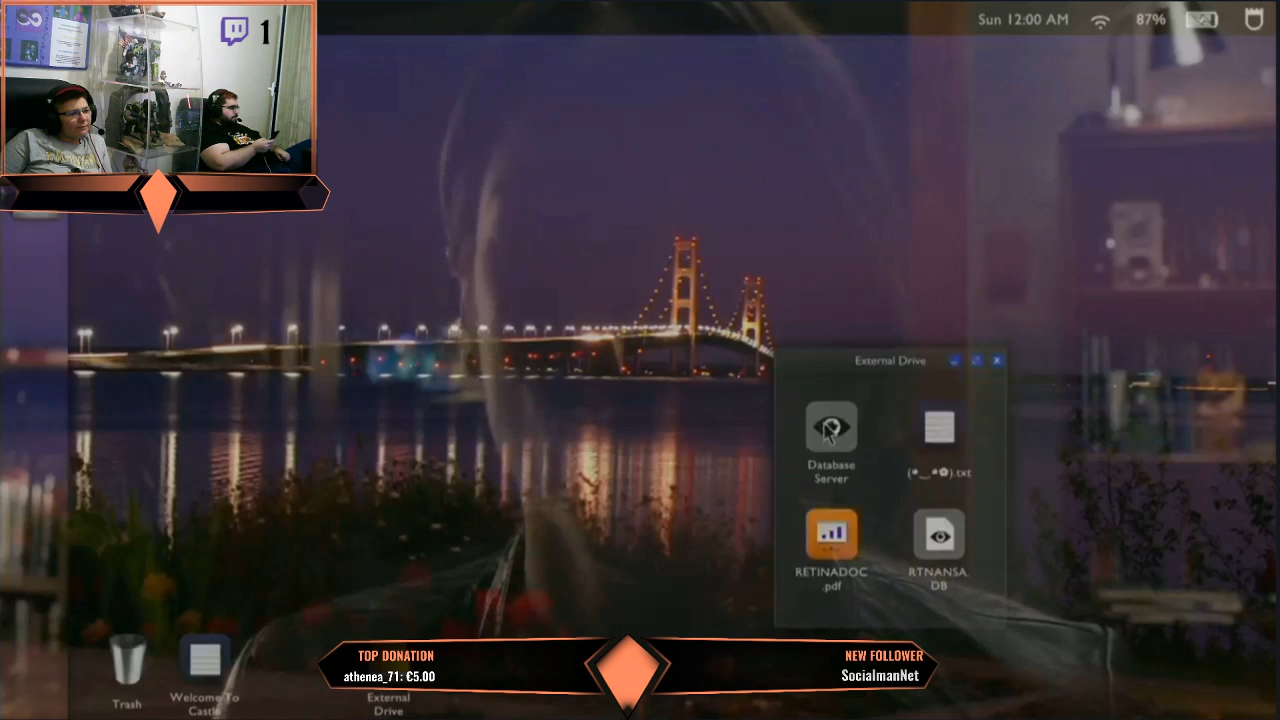 1
Sun 12:00 AM
87%
External Drive
Database
Server
(•‿•✿).txt
RETINADOC
.pdf
RTNANSA.
DB
Trash
Welcome To
Castle
External
Drive
TOP DONATION
athenea_71: €5.00
NEW FOLLOWER
SocialmanNet